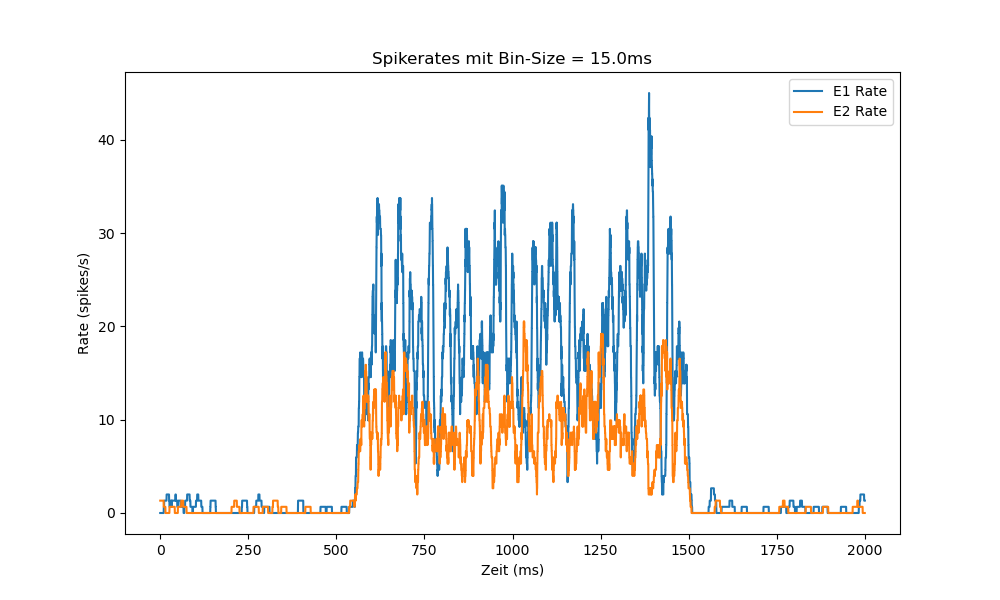 Spikerates mit Bin-Size = 15.0ms
E1 Rate
E2 Rate
40
30
20
10
0
Rate (spikes/s)
0 250 500 750 1000 1250 1500 1750 2000
Zeit (ms)